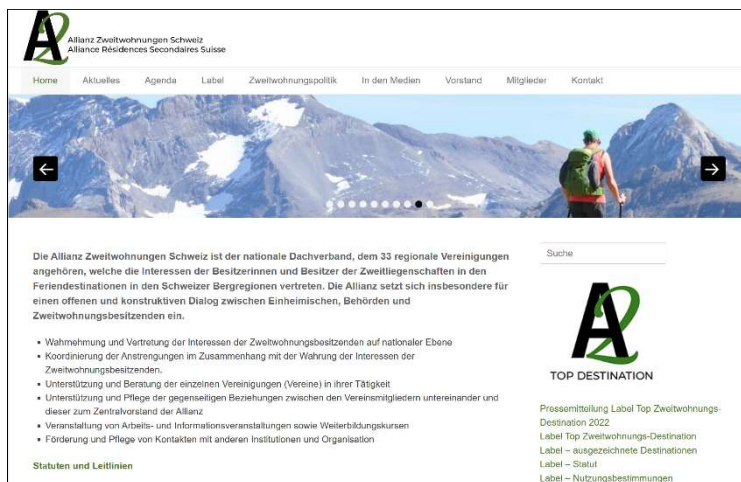 A2
Allianz Zweitwohnungen Schweiz
Alliance Résidences Secondaires Suisse
Home Aktuelles Agenda Label Zweitwohnungspolitik In den Medien Vorstand Mitglieder Kontakt
Die Allianz Zweitwohnungen Schweiz ist der nationale Dachverband, dem 33 regionale Vereinigungen
angehören, welche die Interessen der Besitzerinnen und Besitzer der Zweitliegenschaften in den
Feriendestinationen in den Schweizer Bergregionen vertreten. Die Allianz setzt sich insbesondere für
einen offenen und konstruktiven Dialog zwischen Einheimischen, Behörden und
Zweitwohnungsbesitzenden ein.
▪ Wahrnehmung und Vertretung der Interessen der Zweitwohnungsbesitzenden auf nationaler Ebene
▪ Koordinierung der Anstrengungen im Zusammenhang mit der Wahrung der Interessen der
Zweitwohnungsbesitzenden.
▪ Unterstützung und Beratung der einzelnen Vereinigungen (Vereine) in ihrer Tätigkeit
▪ Unterstützung und Pflege der gegenseitigen Beziehungen zwischen den Vereinsmitgliedern untereinander und
dieser zum Zentralvorstand der Allianz
▪ Veranstaltung von Arbeits- und Informationsveranstaltungen sowie Weiterbildungskursen
▪ Förderung und Pflege von Kontakten mit anderen Institutionen und Organisation
Statuten und Leitlinien
Suche
A2
TOP DESTINATION
Pressemitteilung Label Top Zweitwohnungs-
Destination 2022
Label Top Zweitwohnungs-Destination
Label – ausgezeichnete Destinationen
Label – Statut
Label – Nutzungsbestimmungen